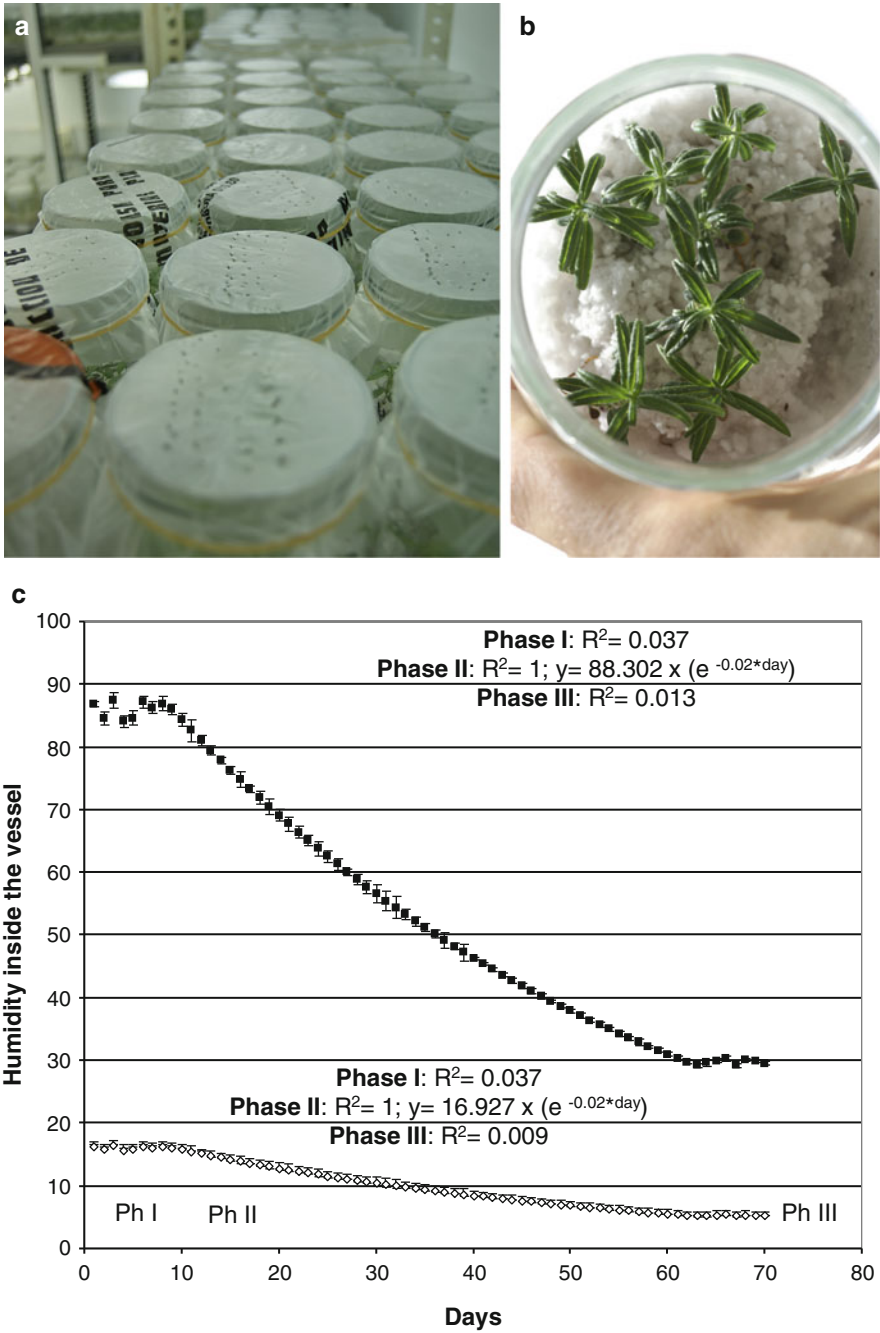 a
b
c
Phase I: R²= 0.037
Phase II: R²= 1; y= 88.302 x (e -0.02*day)
Phase III: R²= 0.013
Phase I: R²= 0.037
Phase II: R²= 1; y= 16.927 x (e -0.02*day)
Phase III: R²= 0.009
Ph I
Ph II
Ph III
100
90
80
70
60
50
40
30
20
10
0
0 10 20 30 40 50 60 70 80
Humidity inside the vessel
Days